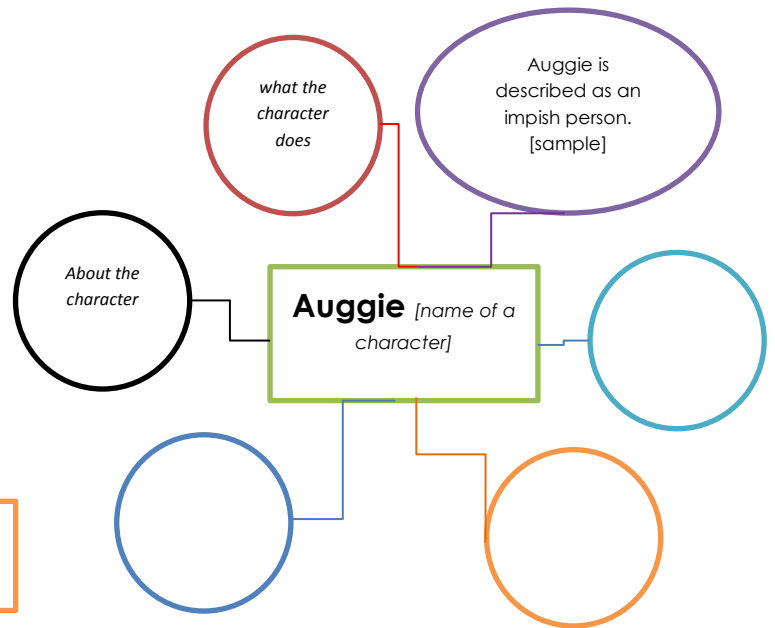 what the
character
does
Auggie is
described as an
impish person.
[sample]
About the
character
Auggie [name of a
character]